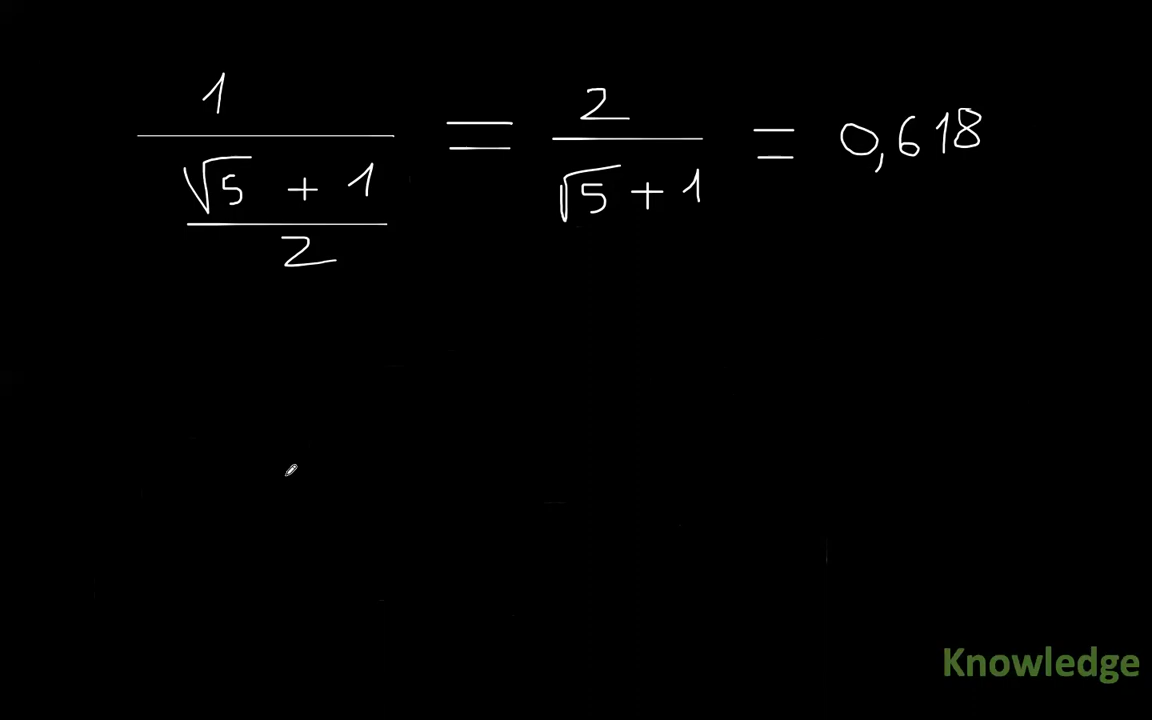 1 / ((√5 + 1) / 2) = 2 / (√5 + 1) = 0,618
Knowledge